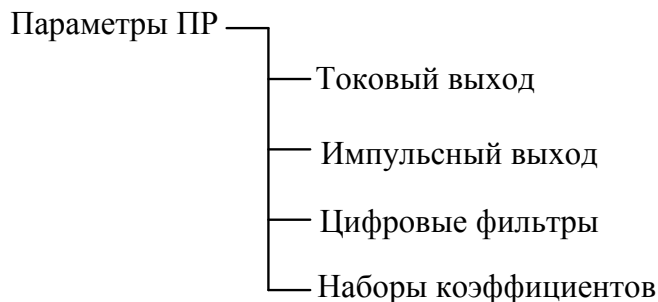 Параметры ПР
Токовый выход
Импульсный выход
Цифровые фильтры
Наборы коэффициентов